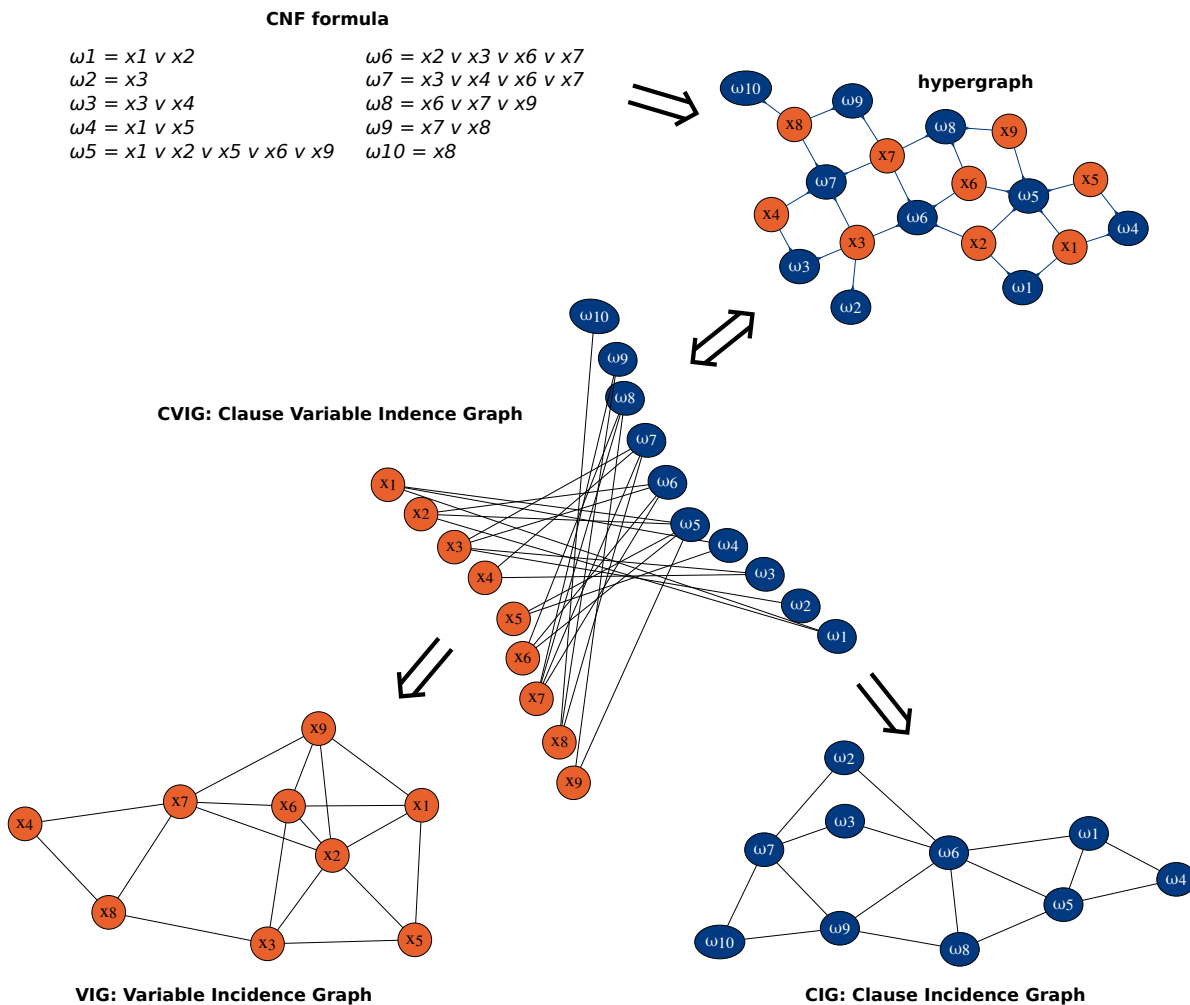 CNF formula
ω1 = x1 v x2
ω2 = x3
ω3 = x3 v x4
ω4 = x1 v x5
ω5 = x1 v x2 v x5 v x6 v x9
ω6 = x2 v x3 v x6 v x7
ω7 = x3 v x4 v x6 v x7
ω8 = x6 v x7 v x9
ω9 = x7 v x8
ω10 = x8
hypergraph
ω10
ω9
x8
ω8
x9
x7
ω7
x6
x5
ω5
x4
ω6
ω4
x3
x2
x1
ω3
ω1
ω2
CVIG: Clause Variable Indence Graph
ω10
ω9
ω8
ω7
ω6
ω5
ω4
ω3
ω2
ω1
x1
x2
x3
x4
x5
x6
x7
x8
x9
x9
x7
x6
x1
x4
x2
x8
x3
x5
VIG: Variable Incidence Graph
ω2
ω3
ω1
ω7
ω6
ω4
ω5
ω10
ω9
ω8
CIG: Clause Incidence Graph